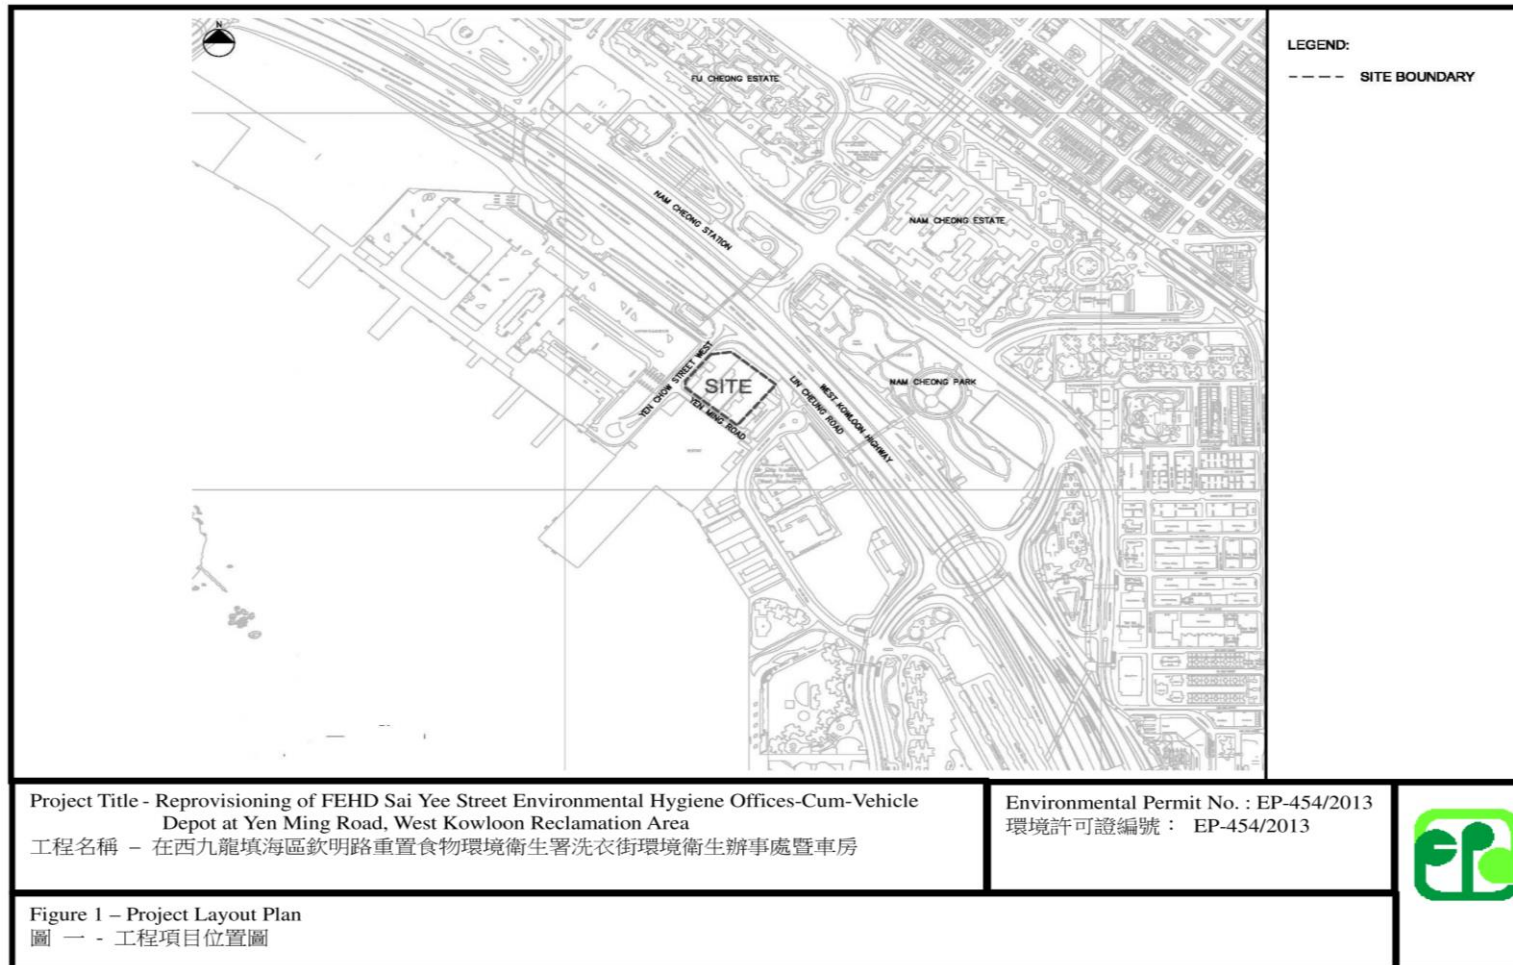 N
FU CHEONG ESTATE
NAM CHEONG STATION
NAM CHEONG ESTATE
YEN CHOW STREET WEST
SITE
YEN MING ROAD
LIN CHEUNG ROAD
WEST KOWLOON HIGHWAY
NAM CHEONG PARK
LEGEND:
SITE BOUNDARY
Project Title - Reprovisioning of FEHD Sai Yee Street Environmental Hygiene Offices-Cum-Vehicle
Depot at Yen Ming Road, West Kowloon Reclamation Area
工程名稱 – 在西九龍填海區欽明路重置食物環境衛生署洗衣街環境衛生辦事處暨車房
Environmental Permit No. : EP-454/2013
環境許可證編號： EP-454/2013
Figure 1 – Project Layout Plan
圖 一 - 工程項目位置圖